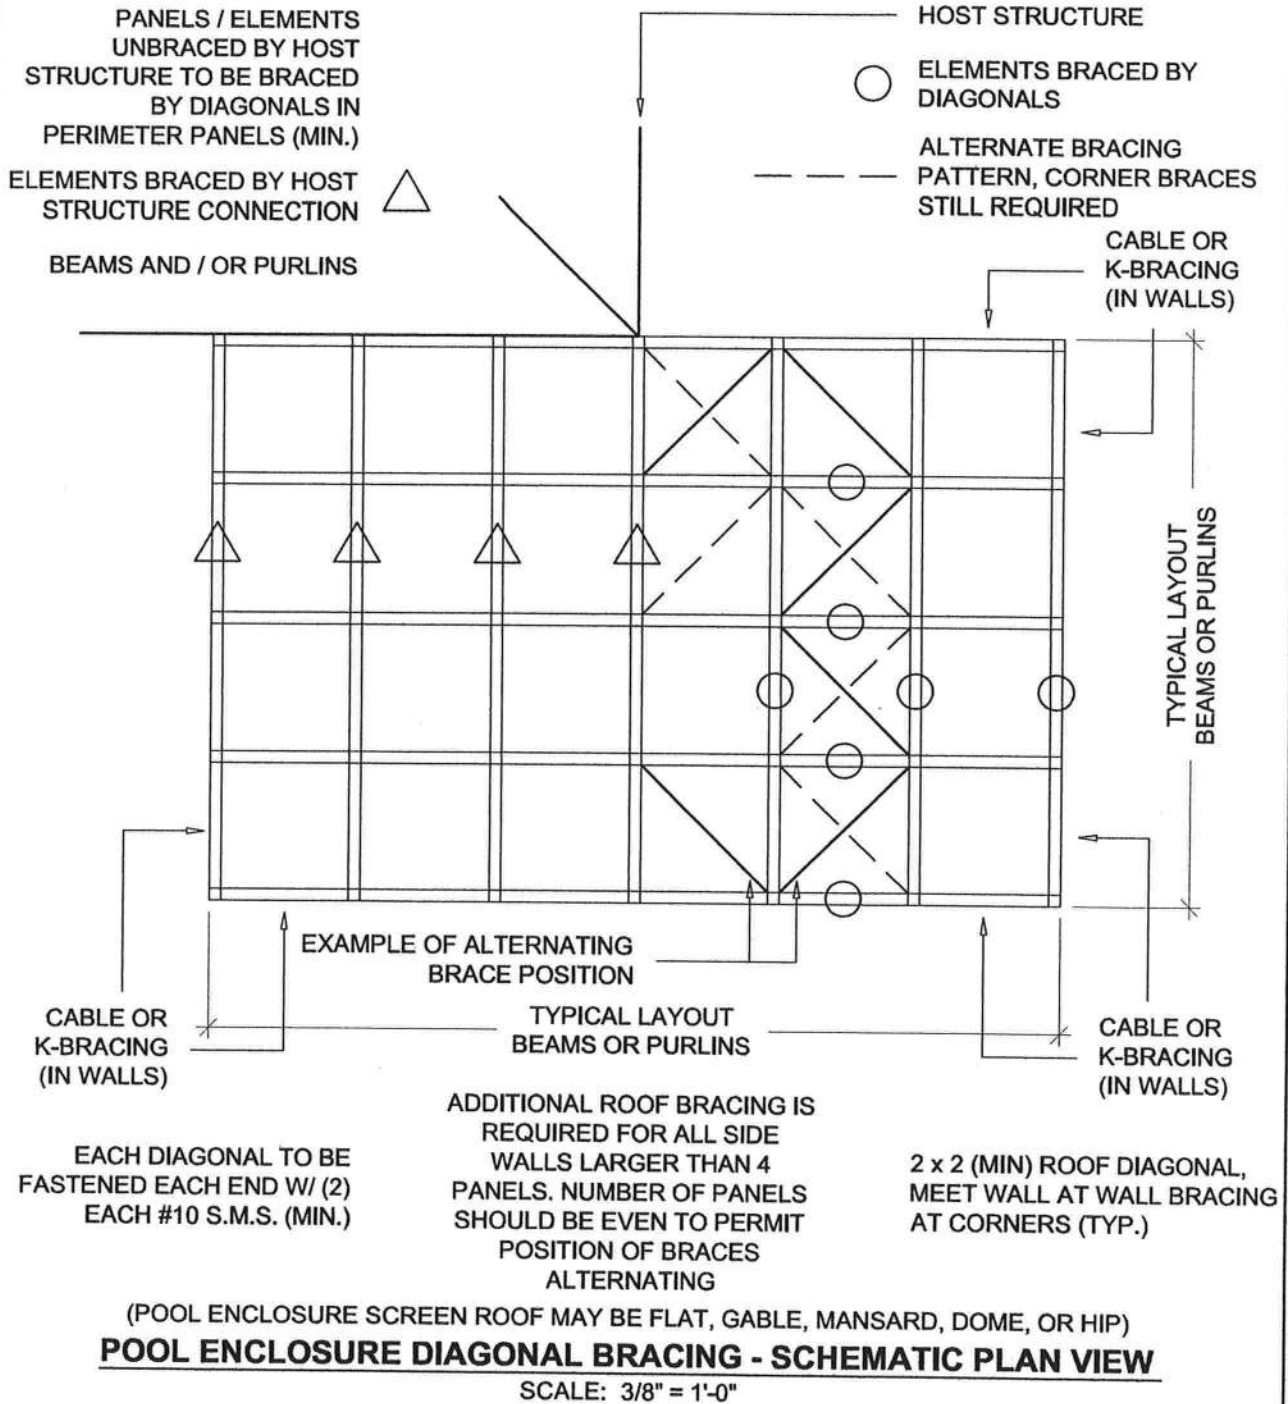 PANELS / ELEMENTS
UNBRACED BY HOST
STRUCTURE TO BE BRACED
BY DIAGONALS IN
PERIMETER PANELS (MIN.)
ELEMENTS BRACED BY HOST
STRUCTURE CONNECTION
BEAMS AND / OR PURLINS
HOST STRUCTURE
ELEMENTS BRACED BY
DIAGONALS
ALTERNATE BRACING
PATTERN, CORNER BRACES
STILL REQUIRED
CABLE OR
K-BRACING
(IN WALLS)
TYPICAL LAYOUT
BEAMS OR PURLINS
EXAMPLE OF ALTERNATING
BRACE POSITION
CABLE OR
K-BRACING
(IN WALLS)
TYPICAL LAYOUT
BEAMS OR PURLINS
CABLE OR
K-BRACING
(IN WALLS)
EACH DIAGONAL TO BE
FASTENED EACH END W/ (2)
EACH #10 S.M.S. (MIN.)
ADDITIONAL ROOF BRACING IS
REQUIRED FOR ALL SIDE
WALLS LARGER THAN 4
PANELS. NUMBER OF PANELS
SHOULD BE EVEN TO PERMIT
POSITION OF BRACES
ALTERNATING
2 x 2 (MIN) ROOF DIAGONAL,
MEET WALL AT WALL BRACING
AT CORNERS (TYP.)
(POOL ENCLOSURE SCREEN ROOF MAY BE FLAT, GABLE, MANSARD, DOME, OR HIP)
POOL ENCLOSURE DIAGONAL BRACING - SCHEMATIC PLAN VIEW
SCALE: 3/8" = 1'-0"